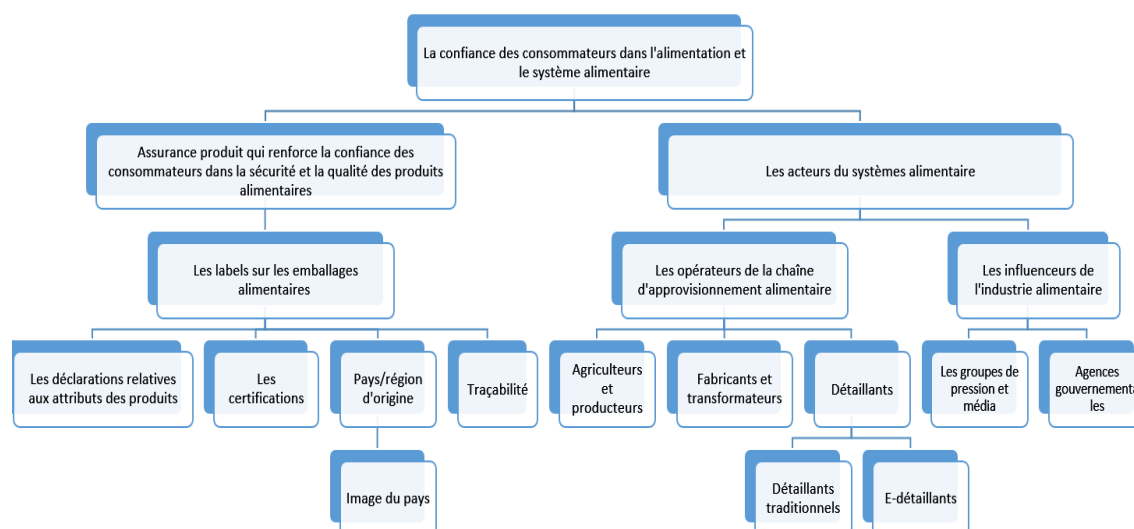 La confiance des consommateurs dans l'alimentation et
le système alimentaire
Assurance produit qui renforce la confiance des
consommateurs dans la sécurité et la qualité des produits
alimentaires
Les acteurs du systèmes alimentaire
Les labels sur les emballages
alimentaires
Les opérateurs de la chaîne
d'approvisionnement alimentaire
Les influenceurs de
l'industrie alimentaire
Les déclarations relatives
aux attributs des produits
Les
certifications
Pays/région
d'origine
Traçabilité
Agriculteurs
et
producteurs
Fabricants et
transformateurs
Détaillants
Les groupes de
pression et
média
Agences
gouvernementa
les
Image du pays
Détaillants
traditionnels
E-détaillants